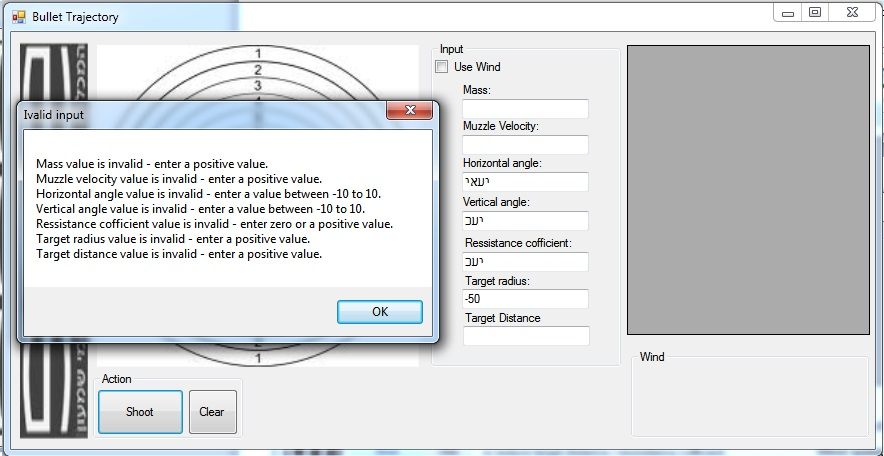 Bullet Trajectory
1
2
3
1
Ivalid input
Mass value is invalid - enter a positive value.
Muzzle velocity value is invalid - enter a positive value.
Horizontal angle value is invalid - enter a value between -10 to 10.
Vertical angle value is invalid - enter a value between -10 to 10.
Ressistance cofficient value is invalid - enter zero or a positive value.
Target radius value is invalid - enter a positive value.
Target distance value is invalid - enter a positive value.
OK
Input
Use Wind
Mass:
Muzzle Velocity:
Horizontal angle:
יעאי
Vertical angle:
יעכ
Ressistance cofficient:
יעכ
Target radius:
-50
Target Distance
Wind
Action
Shoot
Clear